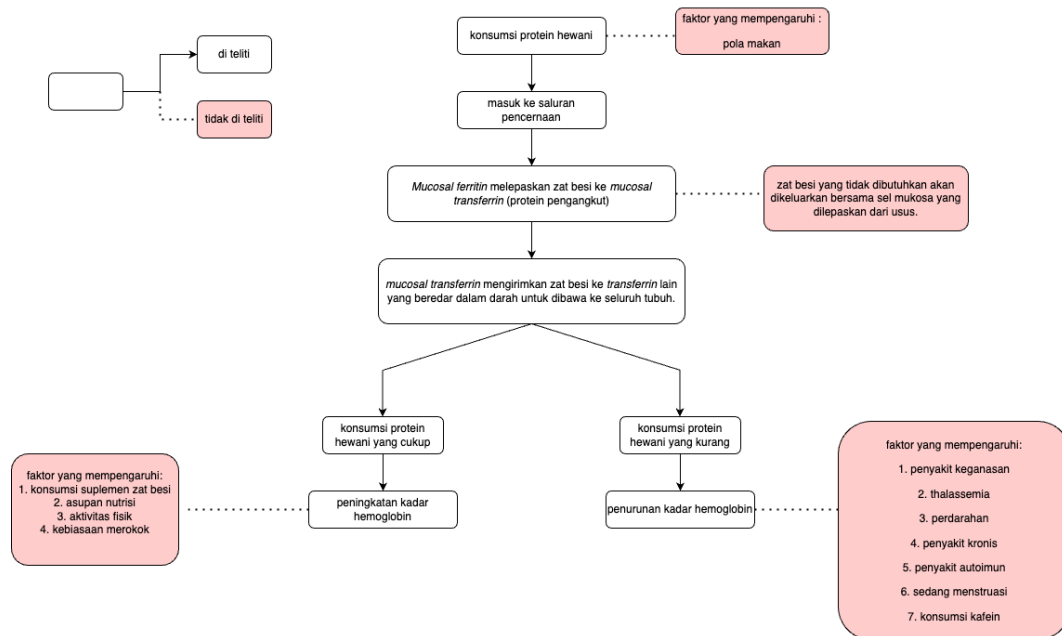 di teliti
tidak di teliti
konsumsi protein hewani
faktor yang mempengaruhi :
pola makan
masuk ke saluran
pencernaan
Mucosal ferritin melepaskan zat besi ke mucosal
transferrin (protein pengangkut)
zat besi yang tidak dibutuhkan akan
dikeluarkan bersama sel mukosa yang
dilepaskan dari usus.
mucosal transferrin mengirimkan zat besi ke transferrin lain
yang beredar dalam darah untuk dibawa ke seluruh tubuh.
konsumsi protein
hewani yang cukup
konsumsi protein
hewani yang kurang
faktor yang mempengaruhi:
1. konsumsi suplemen zat besi
2. asupan nutrisi
3. aktivitas fisik
4. kebiasaan merokok
peningkatan kadar
hemoglobin
penurunan kadar hemoglobin
faktor yang mempengaruhi:
1. penyakit keganasan
2. thalassemia
3. perdarahan
4. penyakit kronis
5. penyakit autoimun
6. sedang menstruasi
7. konsumsi kafein